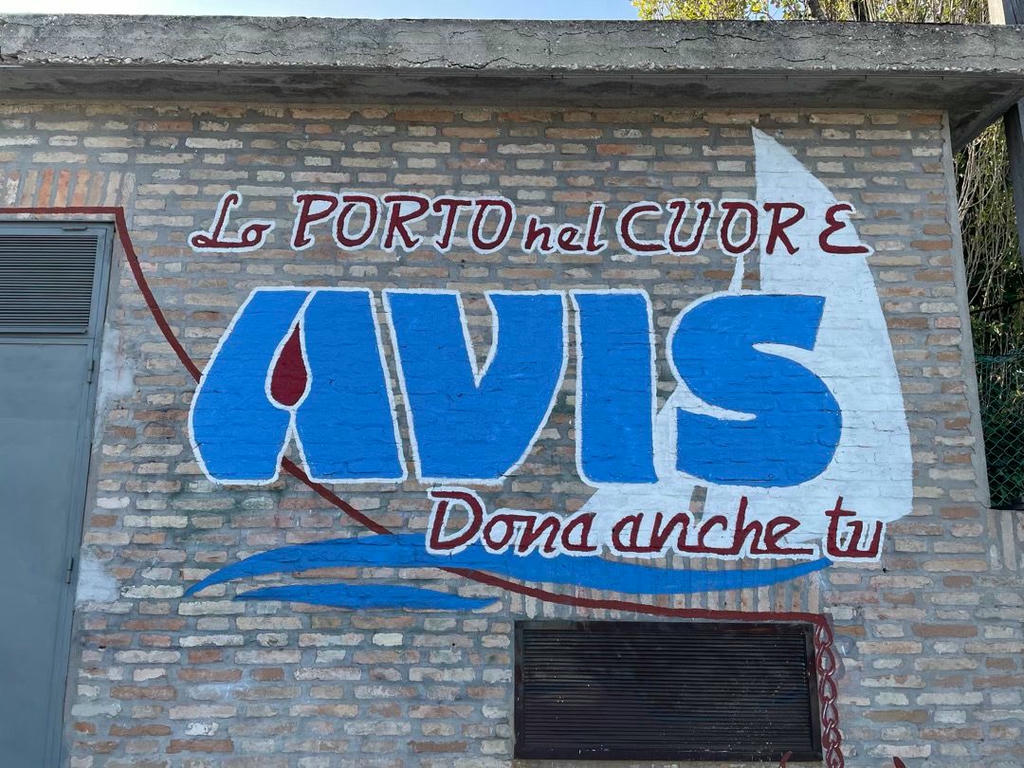 Lo PORTO nel CUORE
AVIS
Dona anche tu